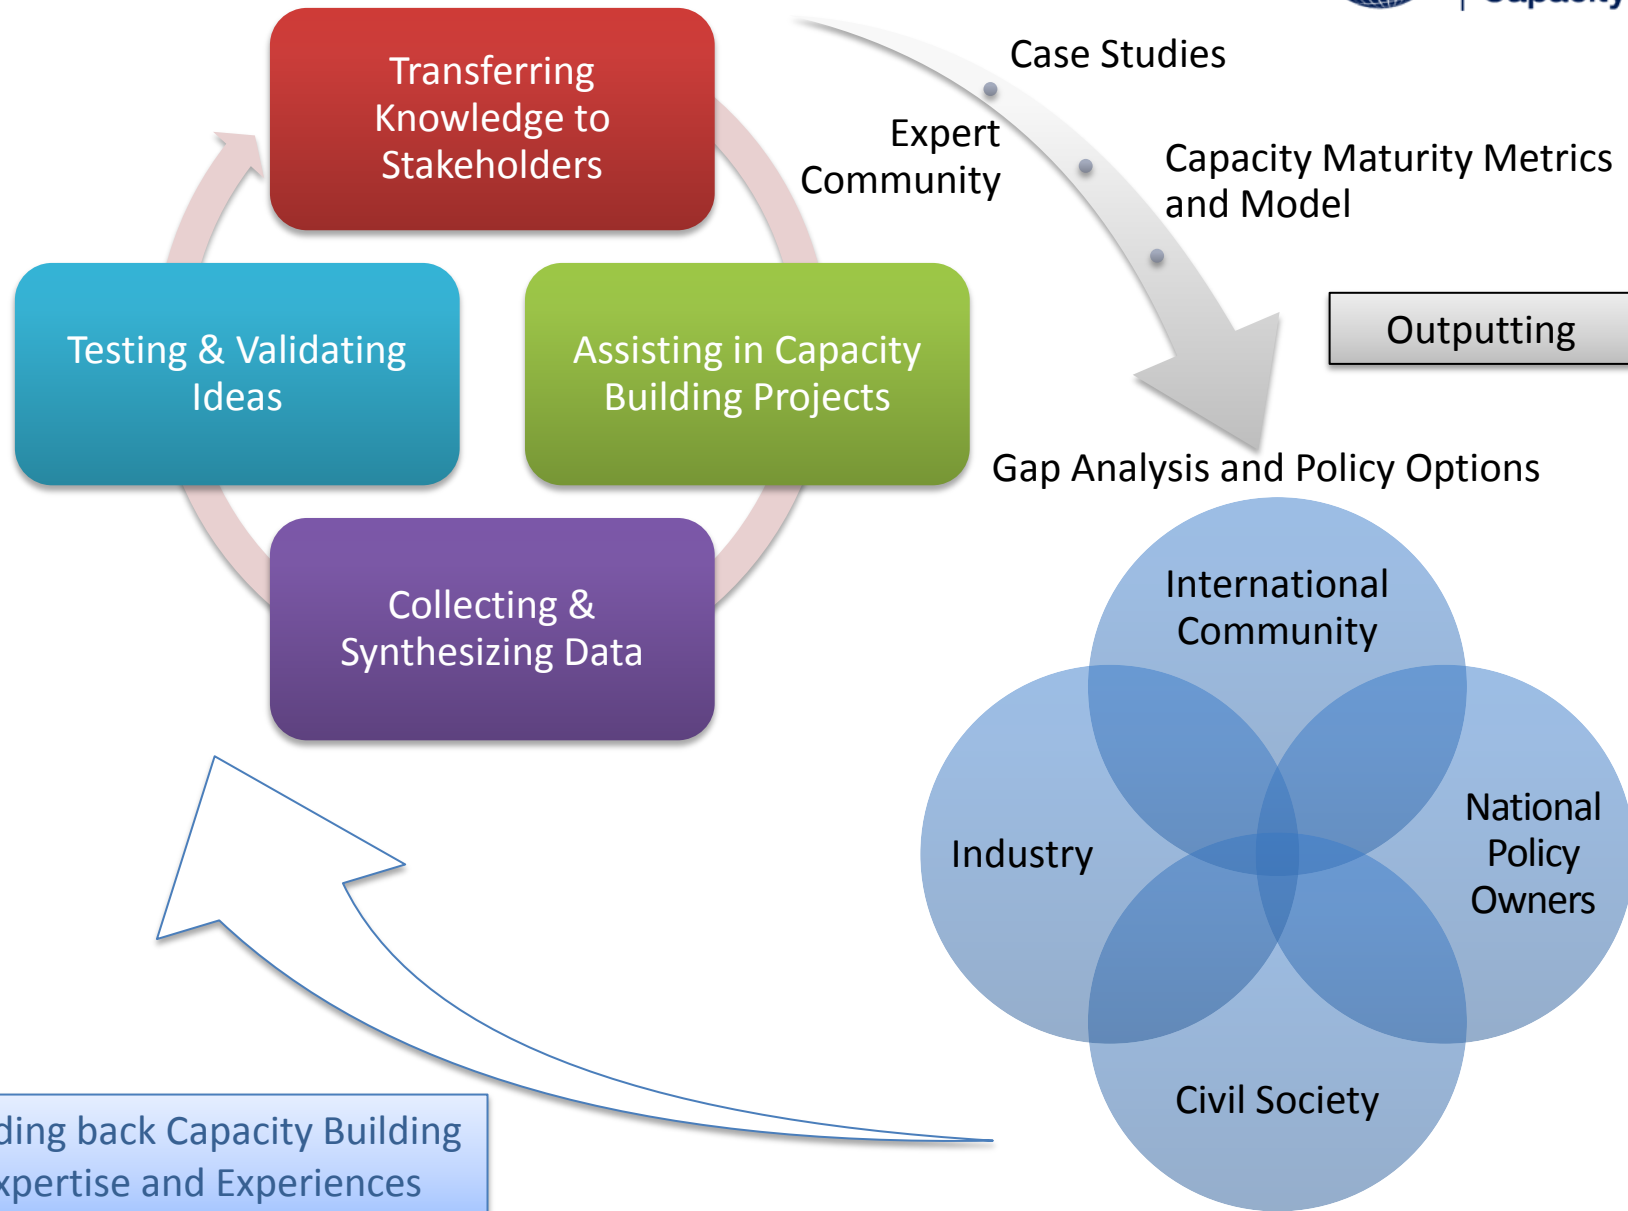 Capacity
Transferring
Knowledge to
Stakeholders
Case Studies
Expert
Community
Capacity Maturity Metrics
and Model
Testing & Validating
Ideas
Assisting in Capacity
Building Projects
Outputting
Gap Analysis and Policy Options
Collecting &
Synthesizing Data
International
Community
Industry
National
Policy
Owners
Civil Society
back Capacity Building
and Experiences